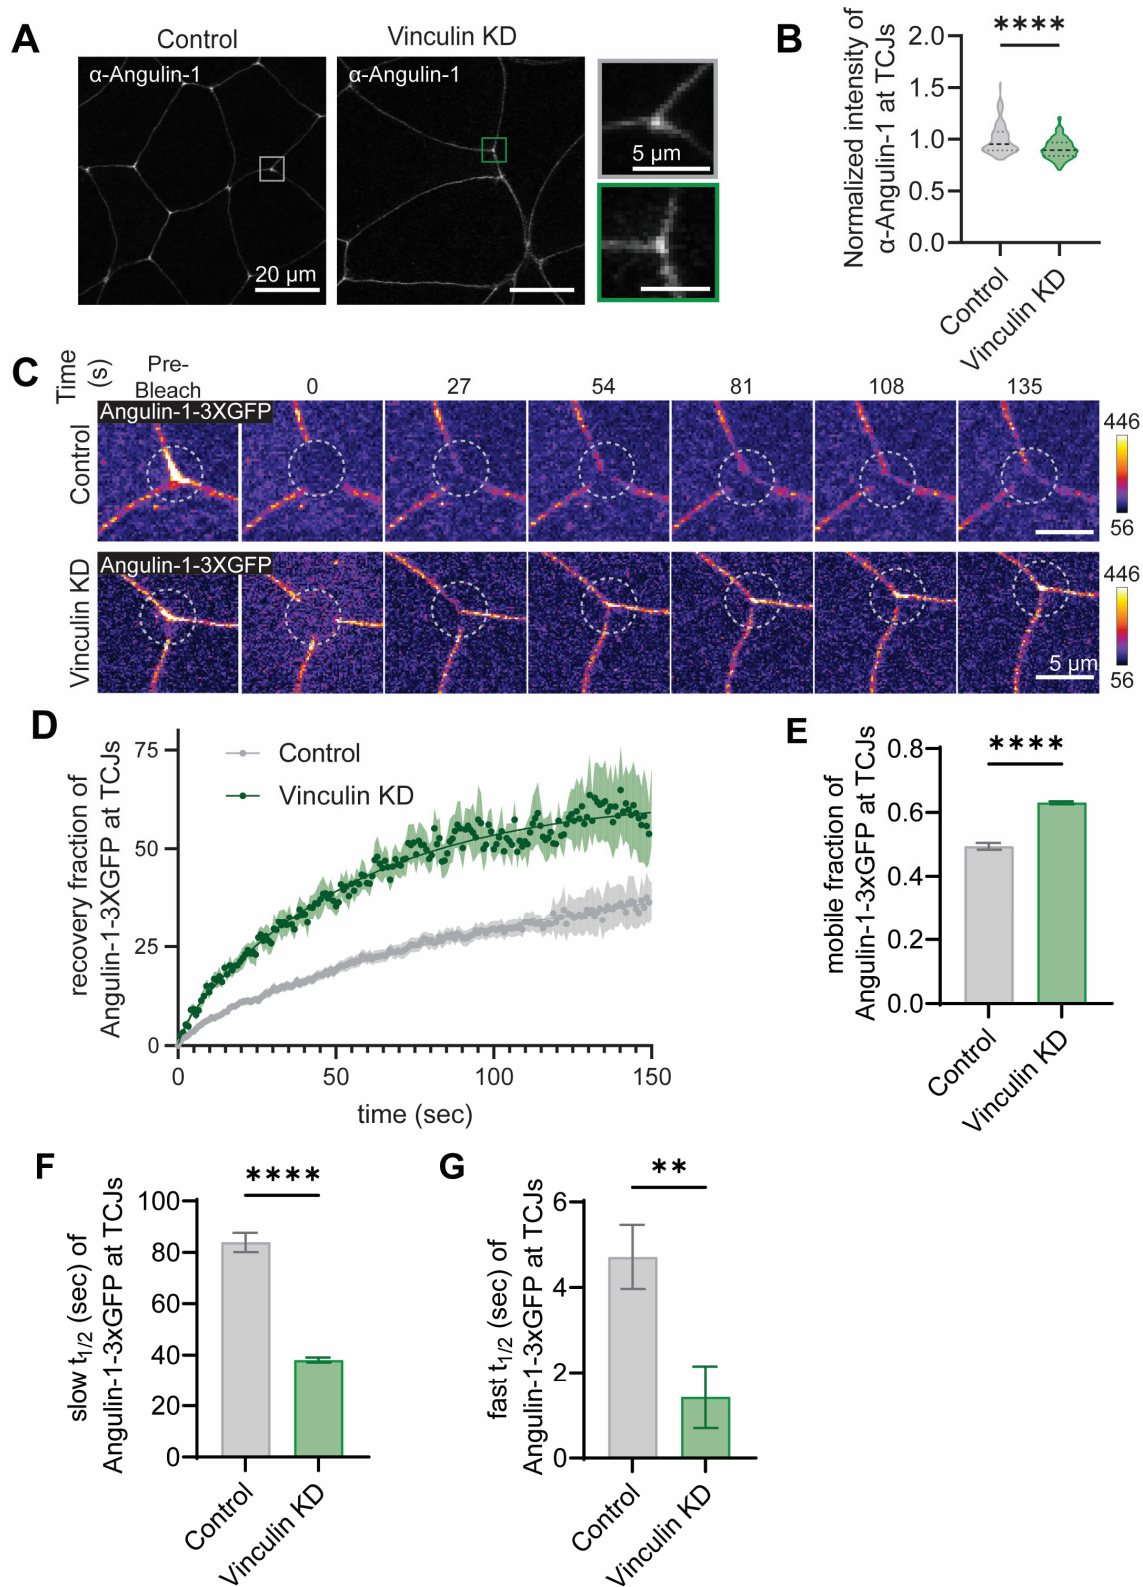 A
Control
Vinculin KD
α-Angulin-1
α-Angulin-1
20 μm
5 μm
B
Normalized intensity of
α-Angulin-1 at TCJs
2.0
1.5
1.0
0.5
0.0
****
Control
Vinculin KD
C
Time
(s)
Pre-
Bleach
0
27
54
81
108
135
Control
Angulin-1-3XGFP
446
56
Vinculin KD
Angulin-1-3XGFP
446
5 μm
56
D
recovery fraction of
Angulin-1-3XGFP at TCJs
75
50
25
0
Control
Vinculin KD
0
50
100
150
time (sec)
E
mobile fraction of
Angulin-1-3xGFP at TCJs
0.8
0.6
0.4
0.2
0.0
****
Control
Vinculin KD
F
slow t1/2 (sec) of
Angulin-1-3xGFP at TCJs
100
80
60
40
20
0
****
Control
Vinculin KD
G
fast t1/2 (sec) of
Angulin-1-3xGFP at TCJs
6
4
2
0
**
Control
Vinculin KD